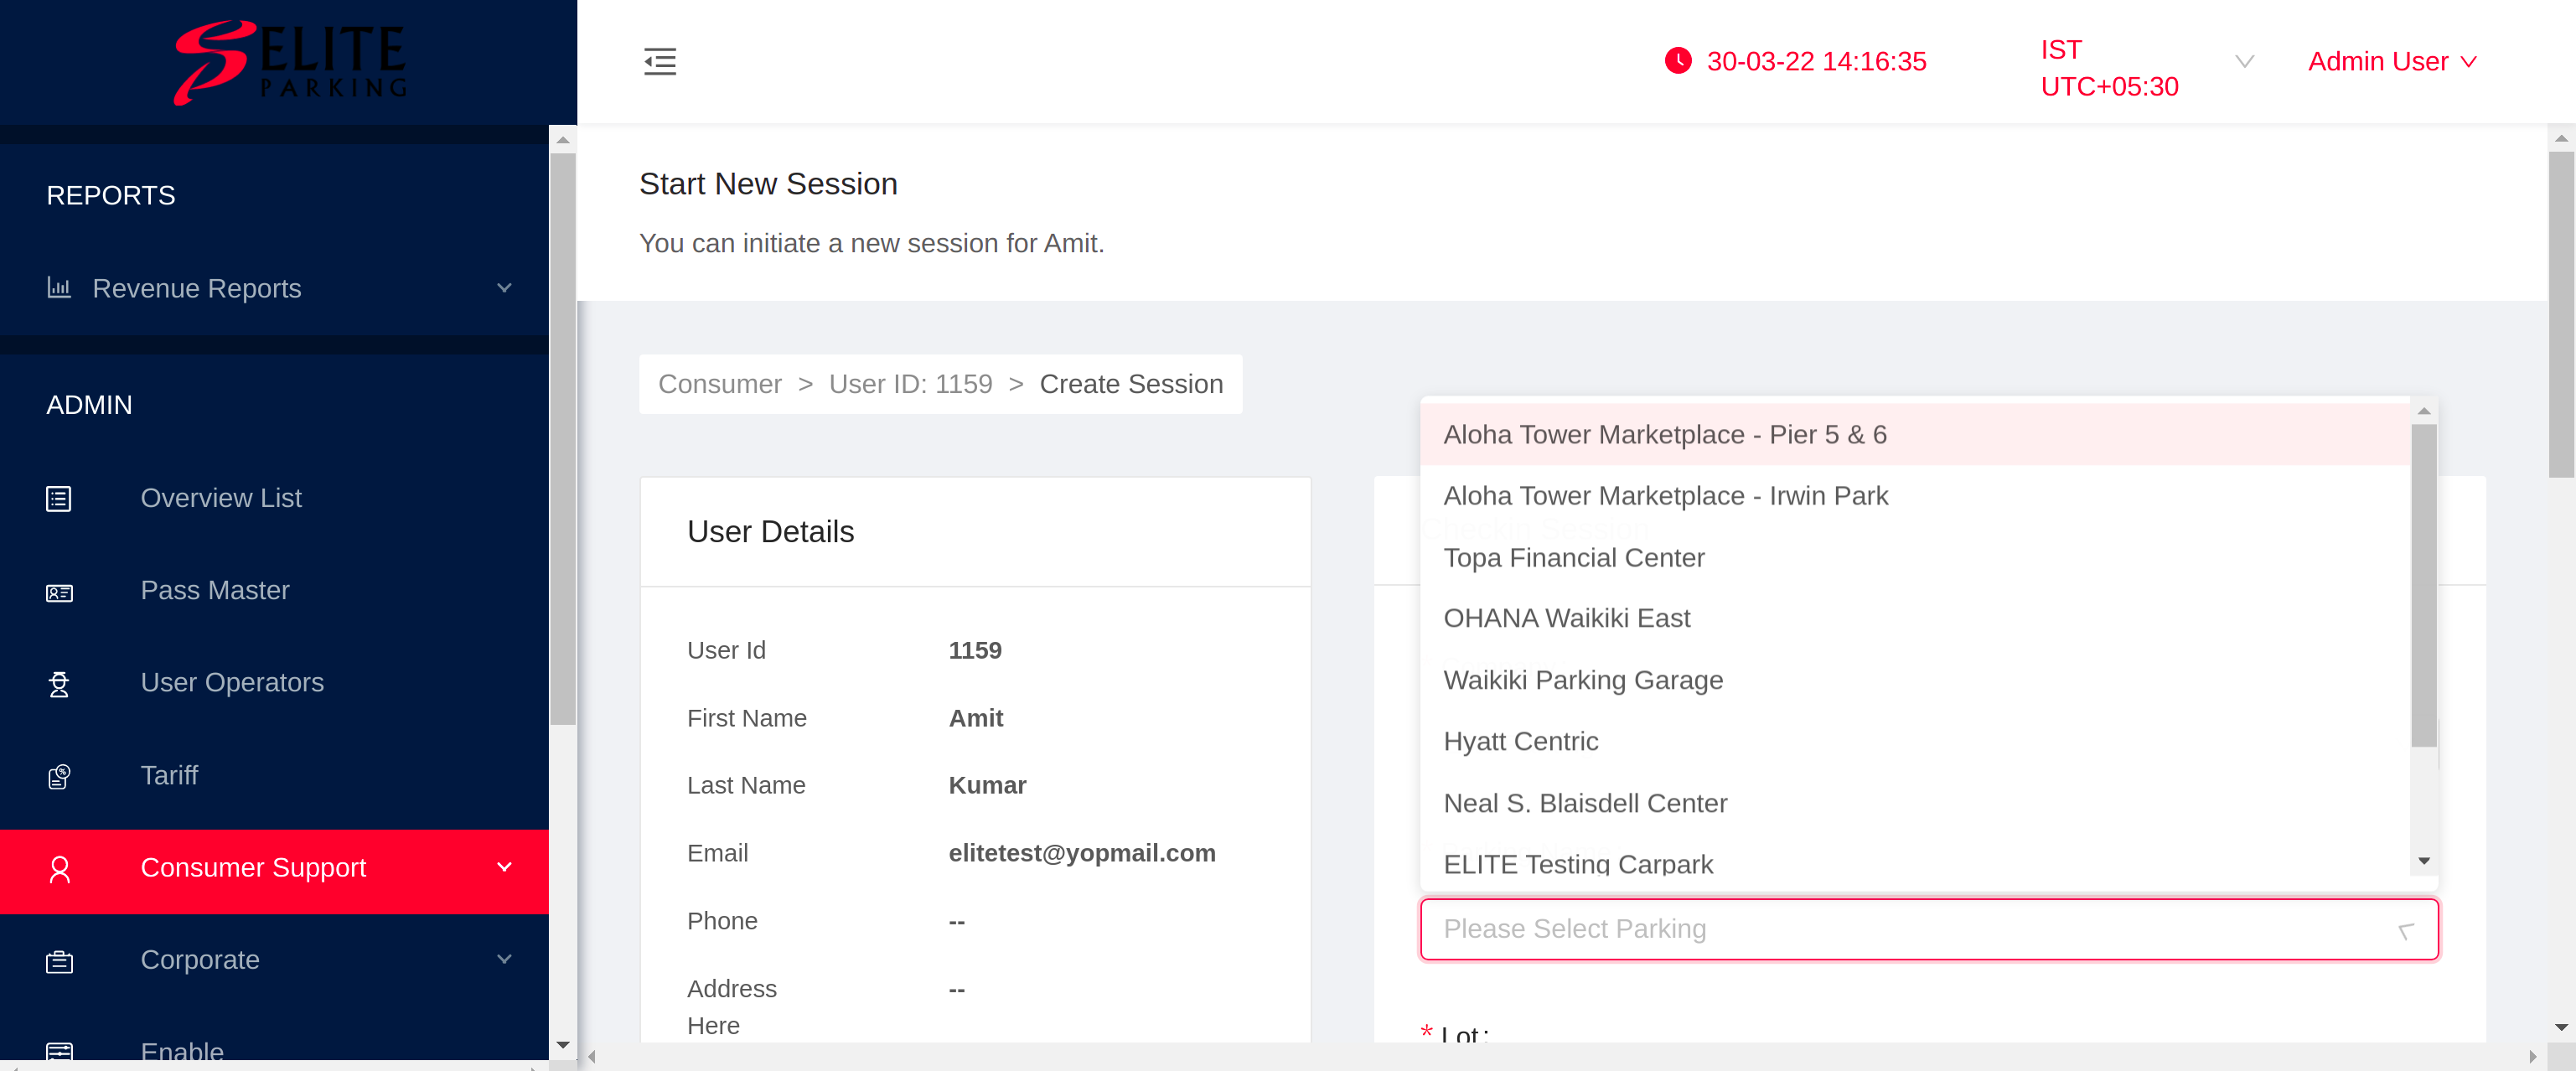 ELITE
PARKING
30-03-22 14:16:35
IST
UTC+05:30
Admin User
REPORTS
Revenue Reports
ADMIN
Overview List
Pass Master
User Operators
Tariff
Consumer Support
Corporate
Enable
Start New Session
You can initiate a new session for Amit.
Consumer > User ID: 1159 > Create Session
User Details
User Id 1159
First Name Amit
Last Name Kumar
Email elitetest@yopmail.com
Phone --
Address --
Here
Aloha Tower Marketplace - Pier 5 & 6
Aloha Tower Marketplace - Irwin Park
Topa Financial Center
OHANA Waikiki East
Waikiki Parking Garage
Hyatt Centric
Neal S. Blaisdell Center
ELITE Testing Carpark
Please Select Parking
* Lot: